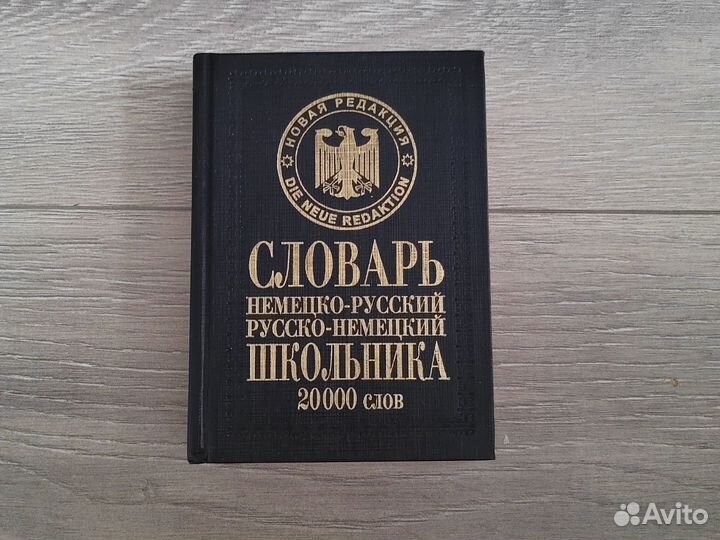 НОВАЯ РЕДАКЦИЯ
DIE NEUE REDAKTION
СЛОВАРЬ
НЕМЕЦКО-РУССКИЙ
РУССКО-НЕМЕЦКИЙ
ШКОЛЬНИКА
20000 СЛОВ
Avito